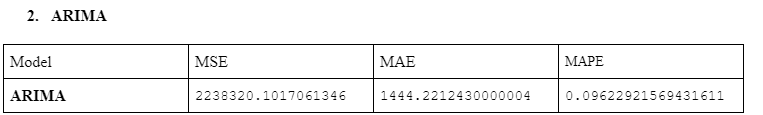 2. ARIMA
Model MSE MAE MAPE
ARIMA 2238320.1017061346 1444.2212430000004 0.09622921569431611